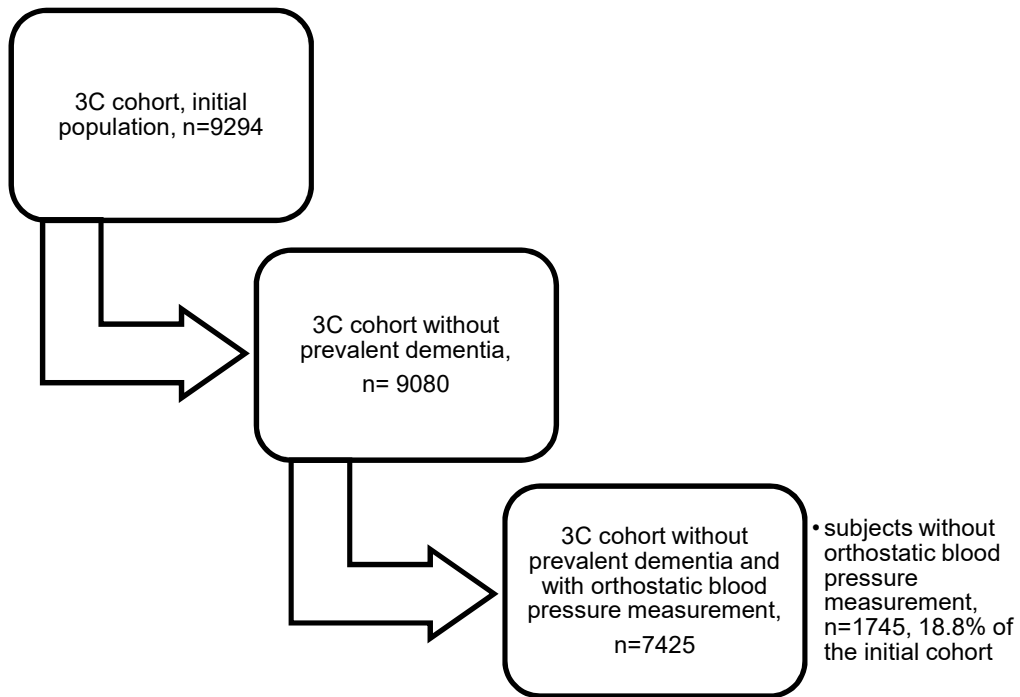 3C cohort, initial
population, n=9294
3C cohort without
prevalent dementia,
n= 9080
3C cohort without
prevalent dementia and
with orthostatic blood
pressure measurement,
n=7425
• subjects without
orthostatic blood
pressure
measurement,
n=1745, 18.8% of
the initial cohort